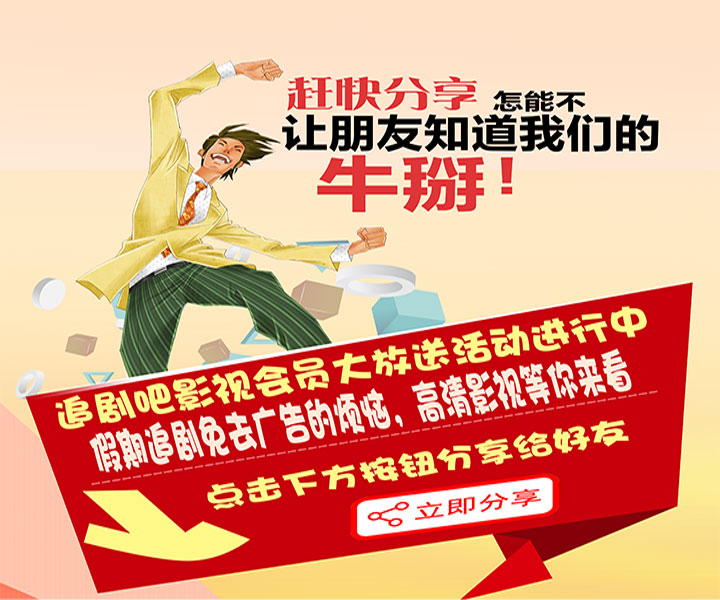 赶快分享 怎能不
让朋友知道我们的
牛掰！
追剧吧影视会员大放送活动进行中
假期追剧免去广告的烦恼，高清影视等你来看
点击下方按钮分享给好友
立即分享